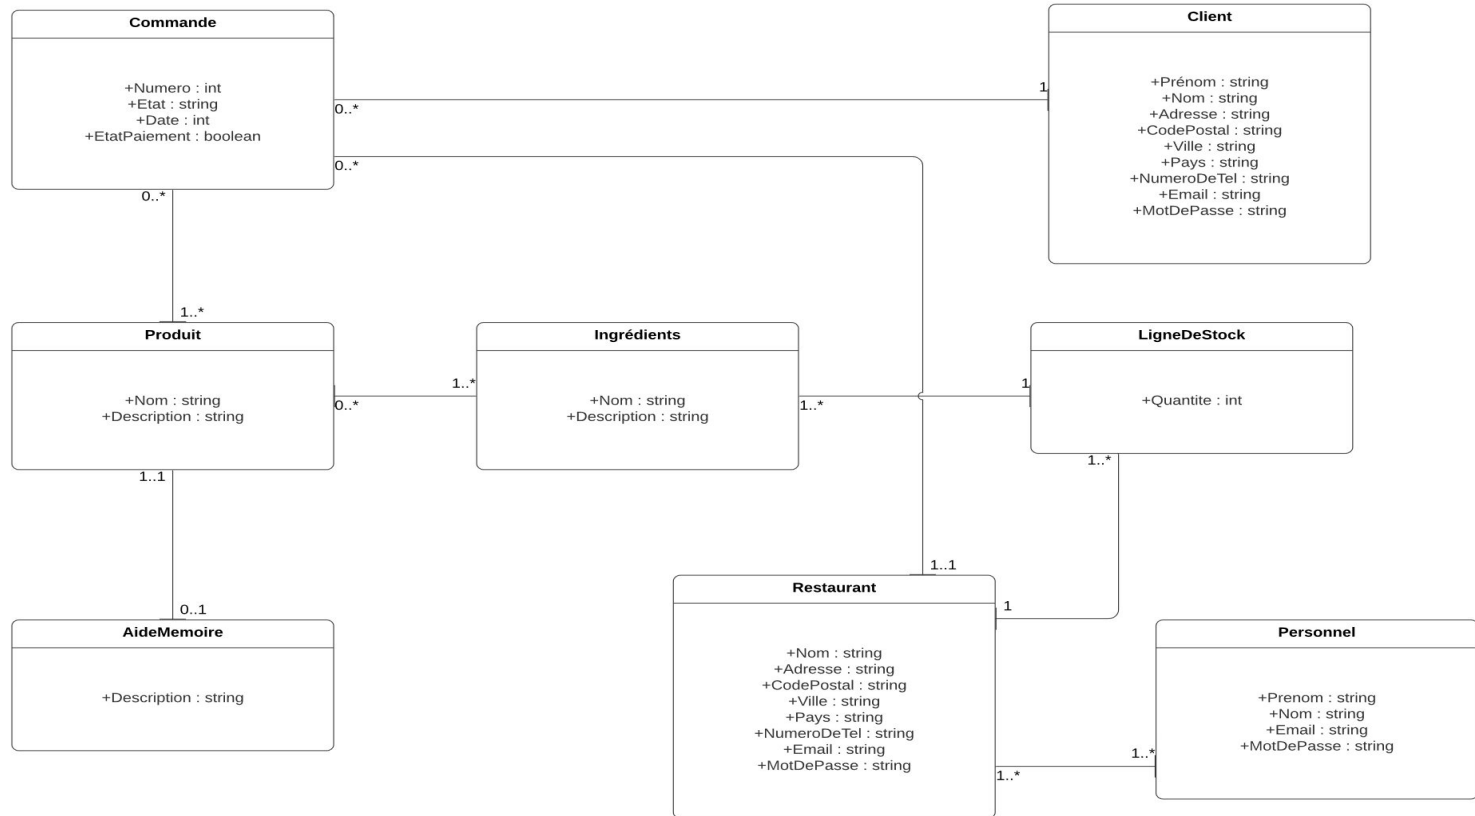 Commande
+Numero : int
+Etat : string
+Date : int
+EtatPaiement : boolean
Client
+Prénom : string
+Nom : string
+Adresse : string
+CodePostal : string
+Ville : string
+Pays : string
+NumeroDeTel : string
+Email : string
+MotDePasse : string
0..*
1
0..*
0..*
1..*
Produit
+Nom : string
+Description : string
0..*
1..*
Ingrédients
+Nom : string
+Description : string
1..*
1
LigneDeStock
+Quantite : int
1..*
1..1
0..1
AideMemoire
+Description : string
1..1
1
Restaurant
+Nom : string
+Adresse : string
+CodePostal : string
+Ville : string
+Pays : string
+NumeroDeTel : string
+Email : string
+MotDePasse : string
1..*
1..*
Personnel
+Prenom : string
+Nom : string
+Email : string
+MotDePasse : string